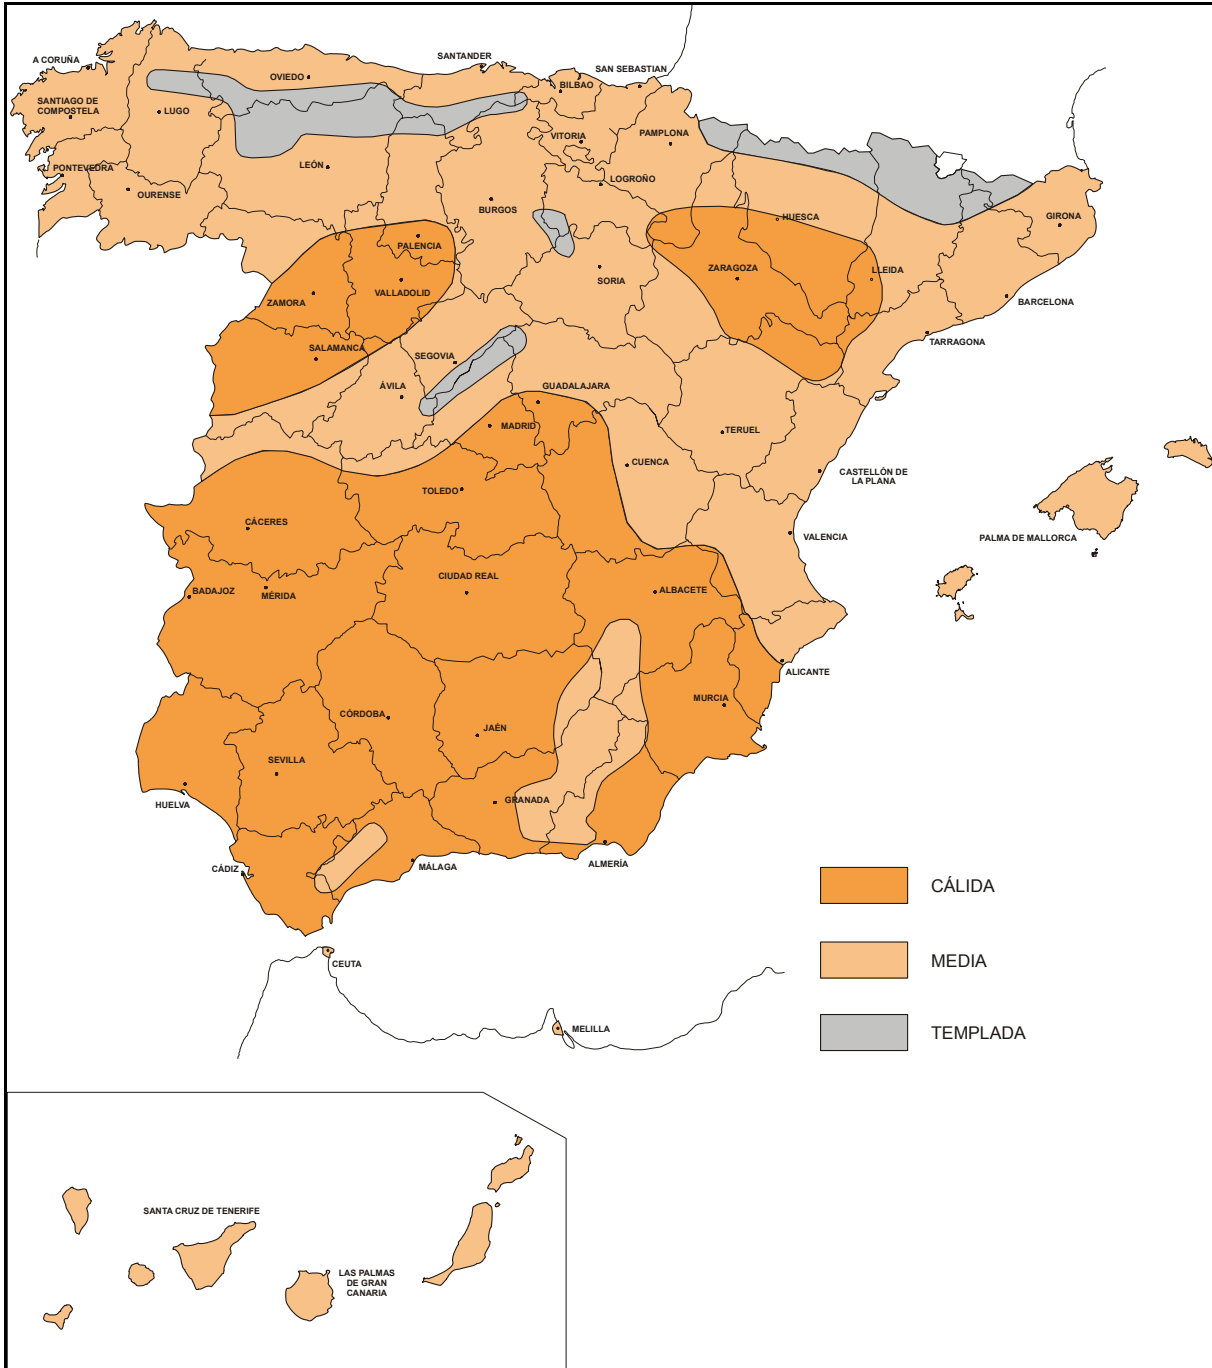 A CORUÑA
OVIEDO
SANTANDER
SAN SEBASTIAN
BILBAO
SANTIAGO DE
COMPOSTELA
LUGO
VITORIA
PAMPLONA
PONTEVEDRA
LEÓN
OURENSE
LOGROÑO
BURGOS
HUESCA
GIRONA
PALENCIA
ZARAGOZA
LLEIDA
SORIA
ZAMORA
VALLADOLID
BARCELONA
SALAMANCA
SEGOVIA
TARRAGONA
ÁVILA
GUADALAJARA
MADRID
TERUEL
CUENCA
CASTELLÓN DE
LA PLANA
TOLEDO
CÁCERES
VALENCIA
PALMA DE MALLORCA
CIUDAD REAL
BADAJOZ
MÉRIDA
ALBACETE
ALICANTE
MURCIA
CÓRDOBA
JAÉN
SEVILLA
HUELVA
GRANADA
CÁDIZ
MÁLAGA
ALMERÍA
CÁLIDA
CEUTA
MEDIA
MELILLA
TEMPLADA
SANTA CRUZ DE TENERIFE
LAS PALMAS
DE GRAN
CANARIA